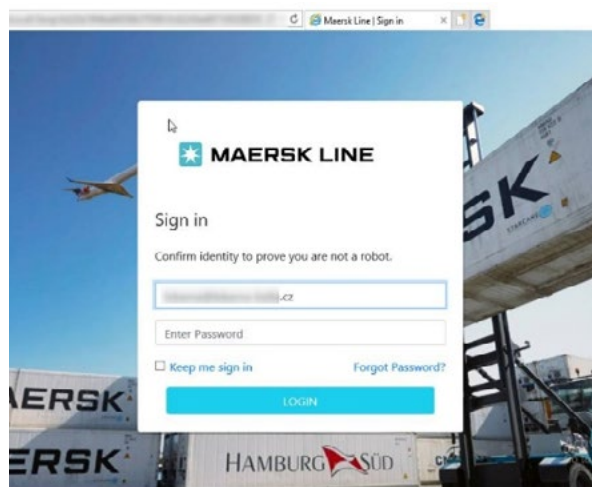 Maersk Line | Sign in
MAERSK LINE
SK
Sign in
Confirm identity to prove you are not a robot.
.cz
Enter Password
Keep me sign in
Forgot Password?
LOGIN
AERSK
ERSK
HAMBURG SÜD